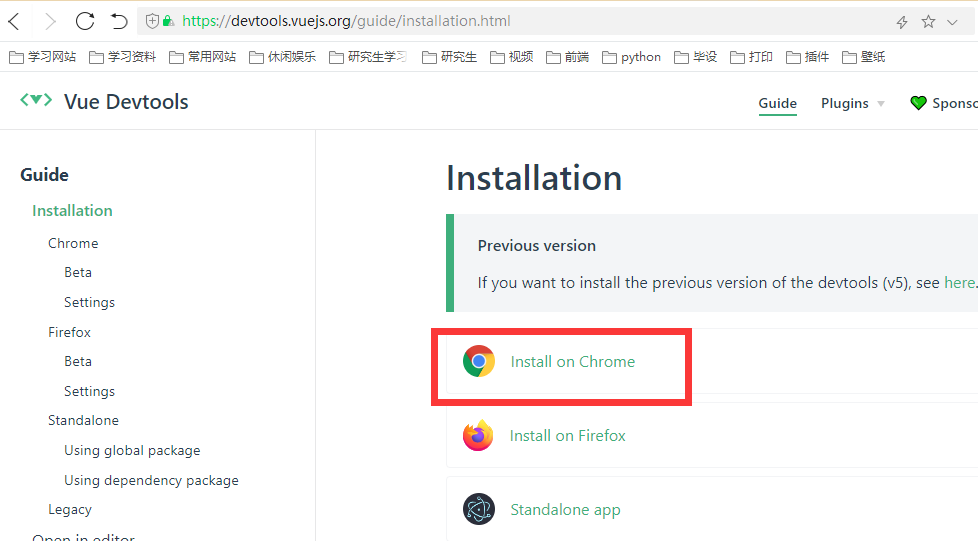 https://devtools.vuejs.org/guide/installation.html
学习网站 学习资料 常用网站 休闲娱乐 研究生学习 研究生 视频 前端 python 毕设 打印 插件 壁纸
Vue Devtools
Guide Plugins Sponso
Guide
Installation
Chrome
Beta
Settings
Firefox
Beta
Settings
Standalone
Using global package
Using dependency package
Legacy
Open in editor
Installation
Previous version
If you want to install the previous version of the devtools (v5), see here.
Install on Chrome
Install on Firefox
Standalone app